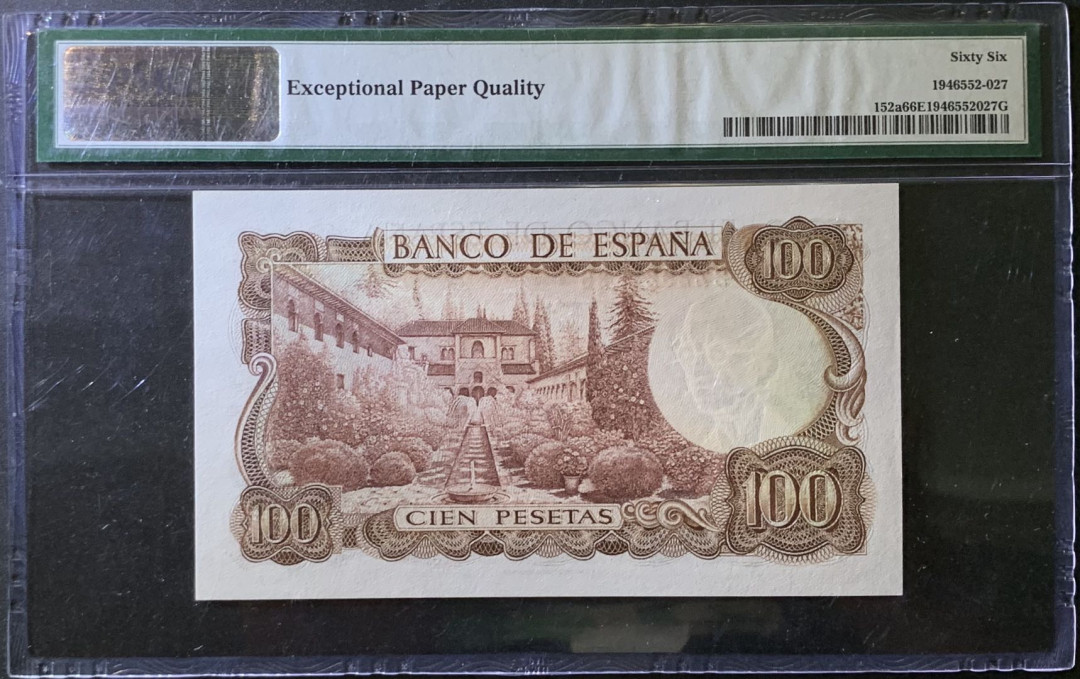 Exceptional Paper Quality
Sixty Six
1946552-027
152a66E1946552027G
BANCO DE ESPAÑA
100
100
CIEN PESETAS
100